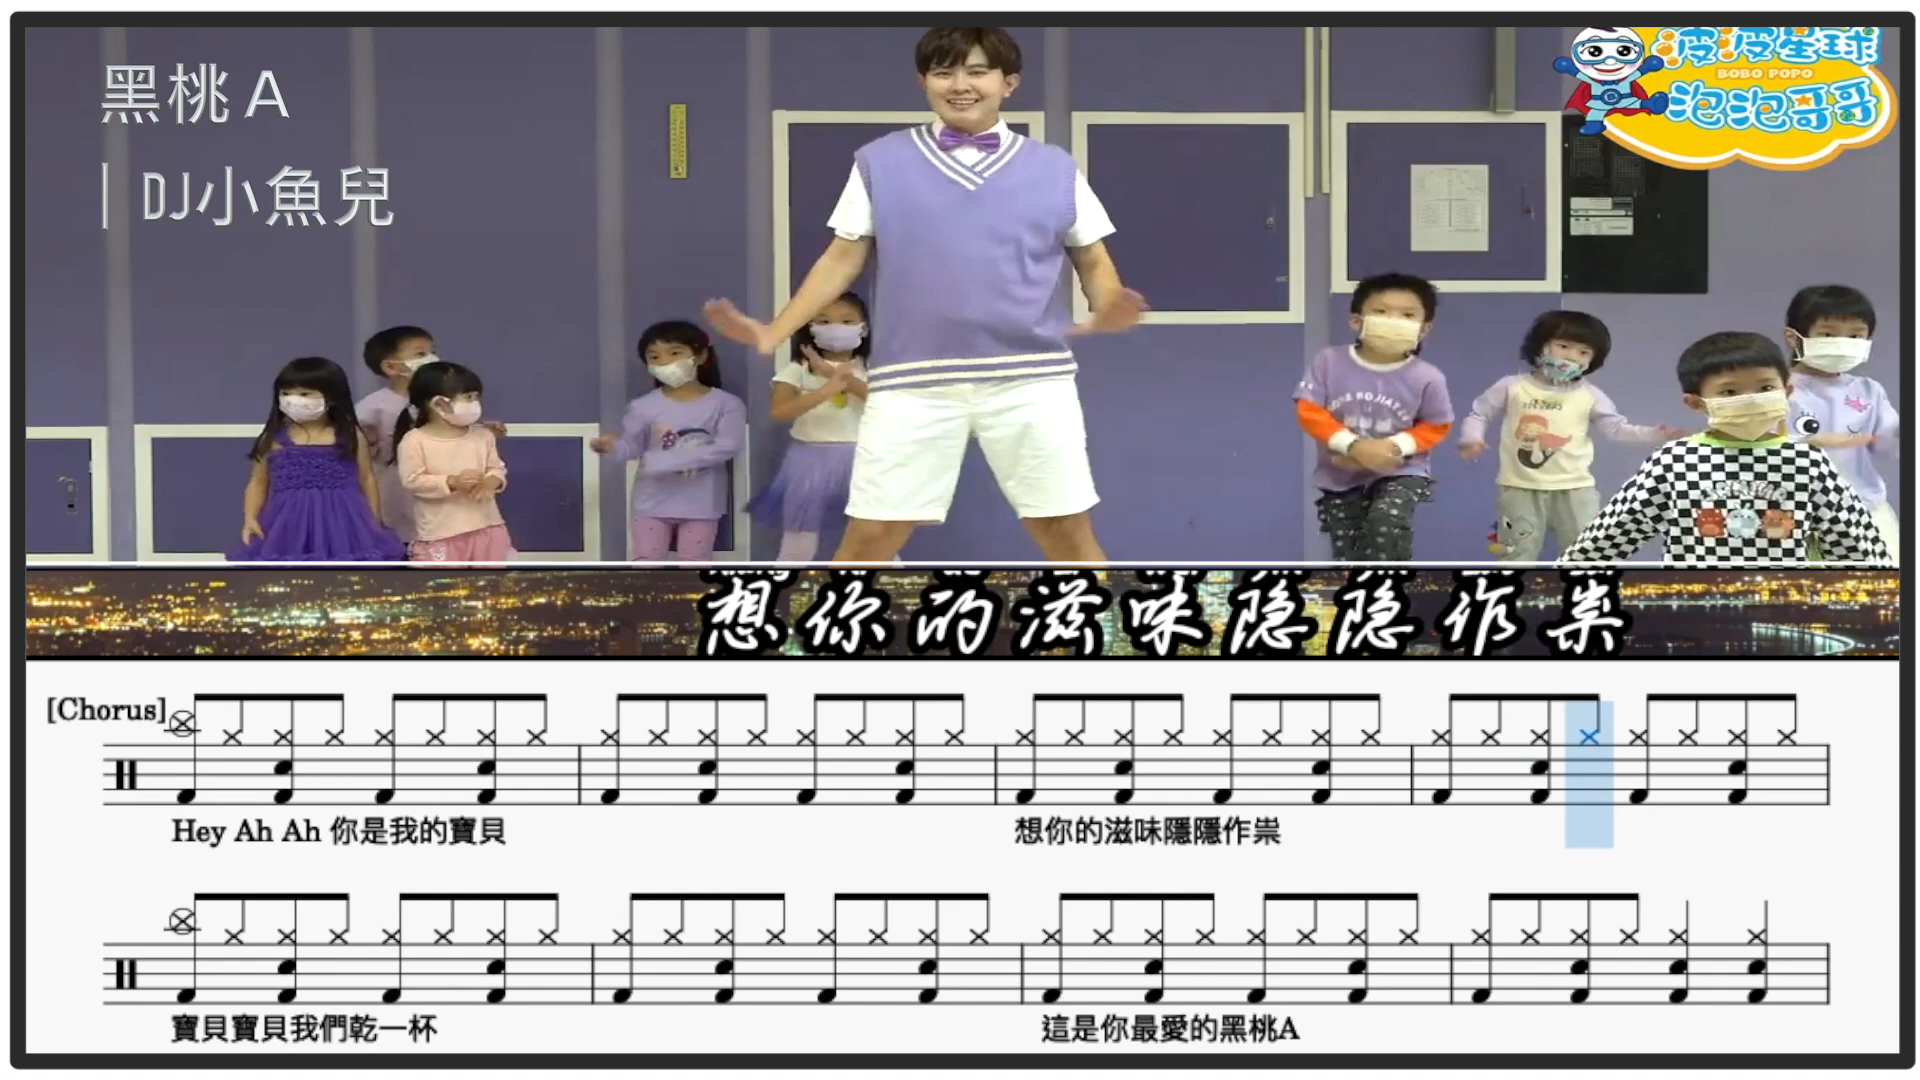 黑桃A
| DJ小魚兒
波波星球
BOBO POPO
泡泡哥哥
想你的滋味隐隐作祟
[Chorus]
Hey Ah Ah 你是我的寶貝
想你的滋味隱隱作祟
寶貝寶貝我們乾一杯
這是你最愛的黑桃A